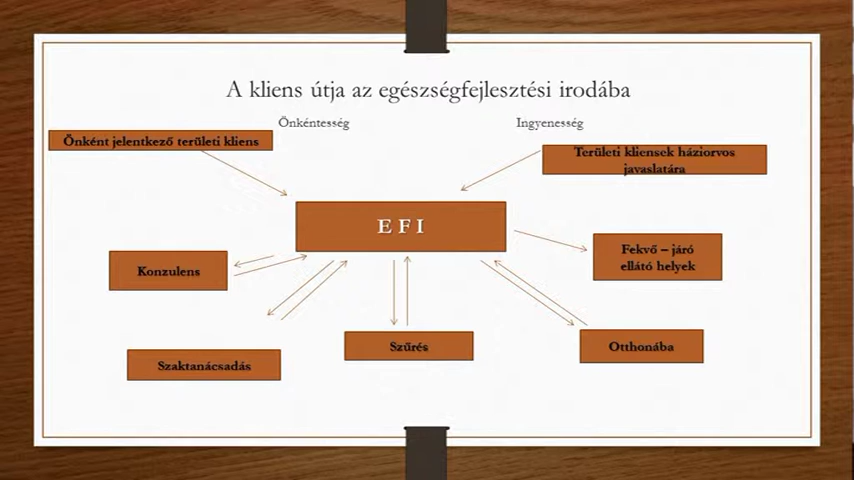 A kliens útja az egészségfejlesztési irodába
Önkéntesség
Ingyenesség
Önként jelentkező területi kliens
Területi kliensek háziorvos
javaslatára
E F I
Fekvő – járó
ellátó helyek
Konzulens
Szűrés
Otthonába
Szaktanácsadás